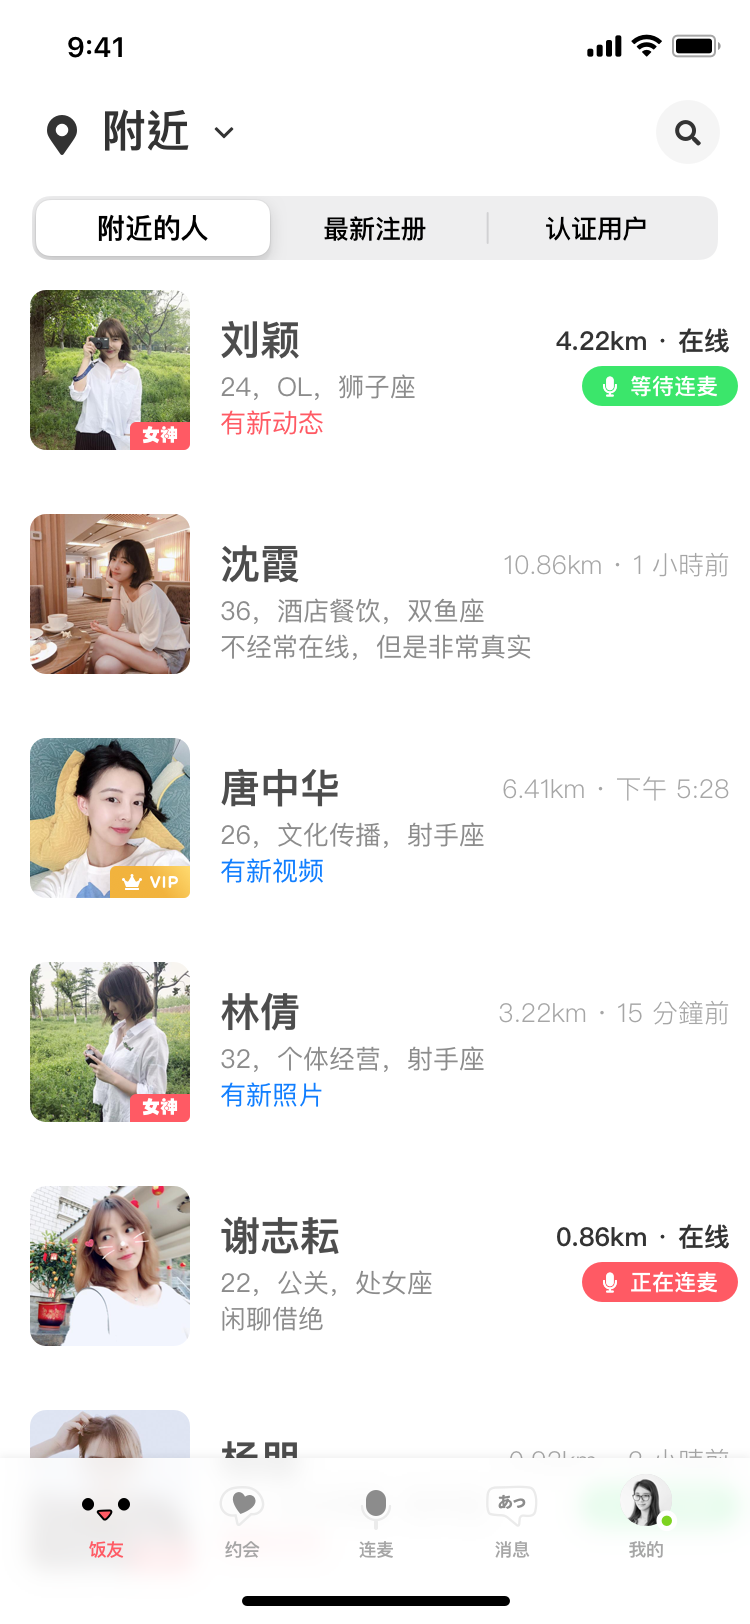 9:41
附近
附近的人
最新注册
认证用户
刘颖
4.22km · 在线
24，OL，狮子座
等待连麦
有新动态
女神
沈霞
10.86km · 1 小時前
36，酒店餐饮，双鱼座
不经常在线，但是非常真实
唐中华
6.41km · 下午 5:28
26，文化传播，射手座
有新视频
VIP
林倩
3.22km · 15 分鐘前
32，个体经营，射手座
有新照片
女神
谢志耘
0.86km · 在线
22，公关，处女座
正在连麦
闲聊借绝
あっ
饭友
约会
连麦
消息
我的